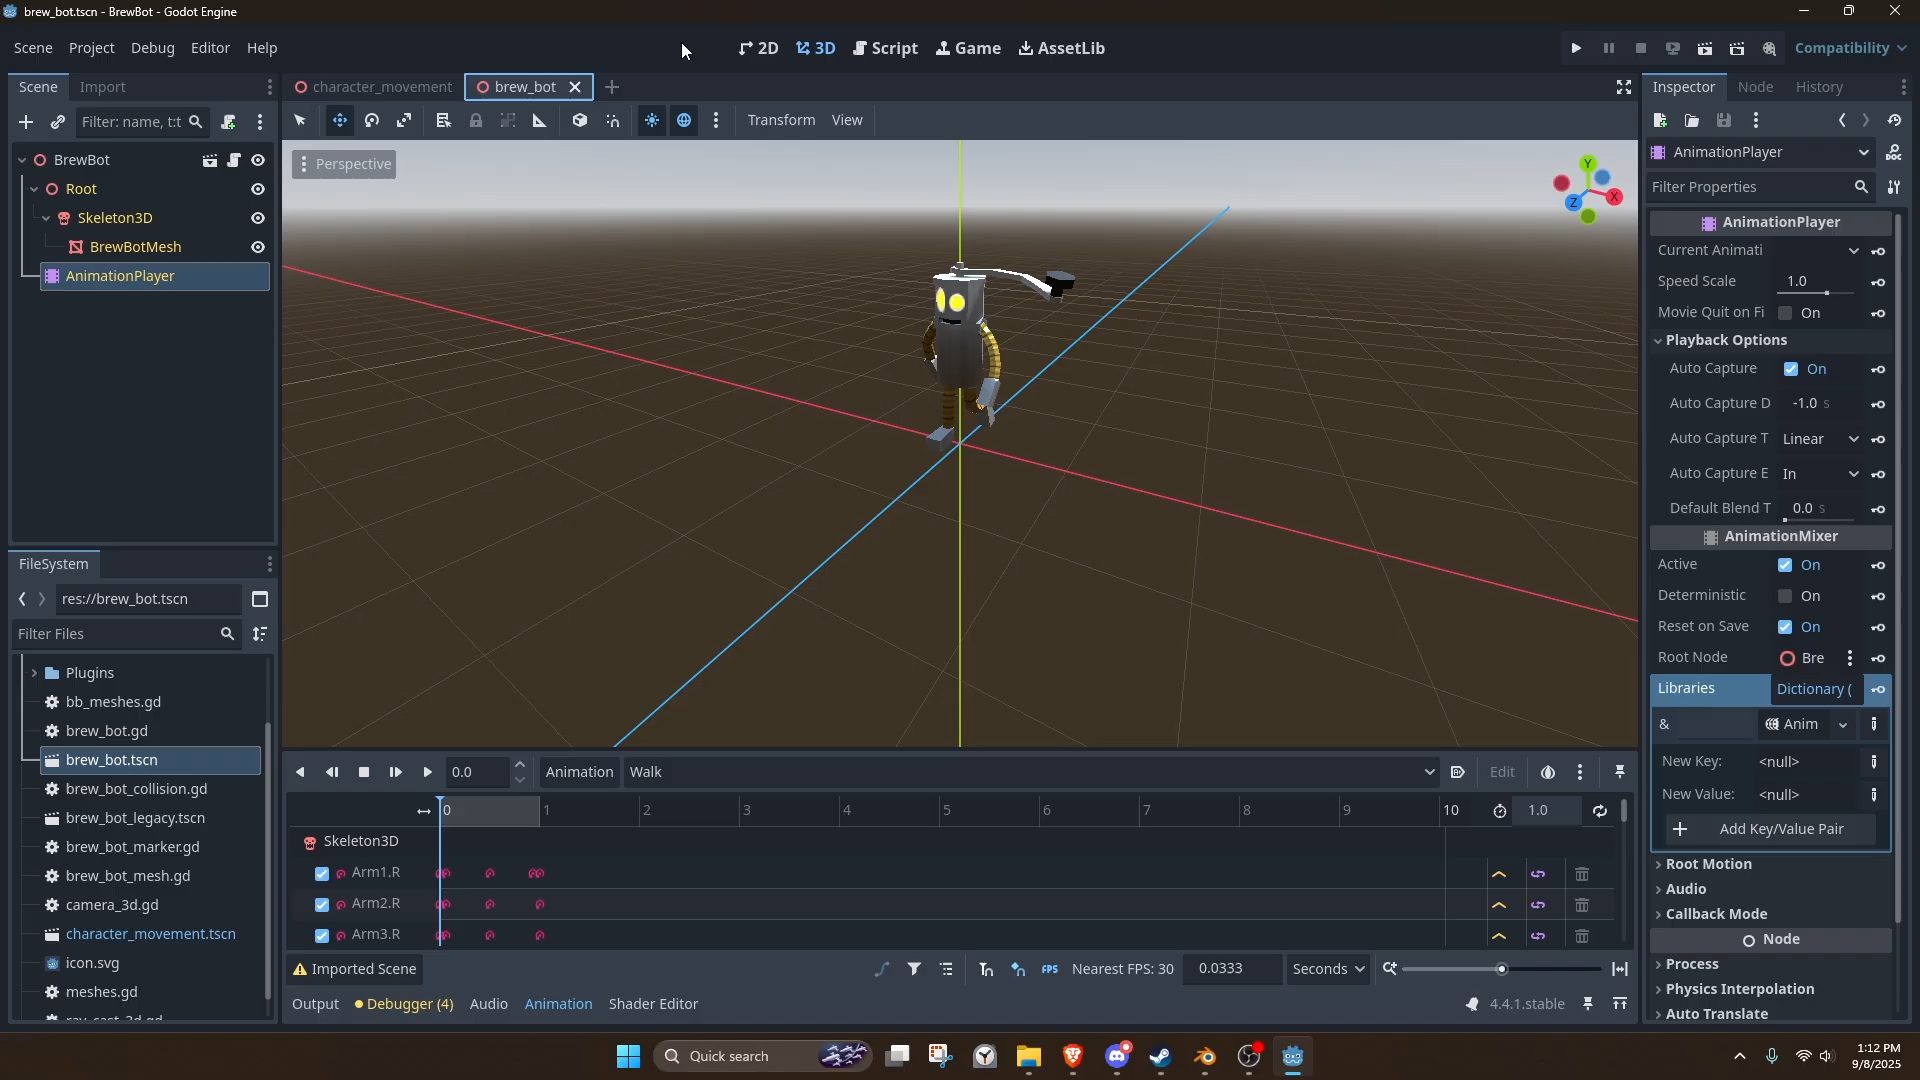 brew_bot.tscn - BrewBot - Godot Engine
Scene Project Debug Editor Help
2D 3D Script Game AssetLib
Compatibility
Scene Import
Filter: name, t:t
BrewBot
Root
Skeleton3D
BrewBotMesh
AnimationPlayer
FileSystem
res://brew_bot.tscn
Filter Files
Plugins
bb_meshes.gd
brew_bot.gd
brew_bot.tscn
brew_bot_collision.gd
brew_bot_legacy.tscn
brew_bot_marker.gd
brew_bot_mesh.gd
camera_3d.gd
character_movement.tscn
icon.svg
meshes.gd
character_movement brew_bot
Transform View
Perspective
Y
X
Z
0.0 Animation Walk Edit
0 1 2 3 4 5 6 7 8 9 10 1.0
Skeleton3D
Arm1.R
Arm2.R
Arm3.R
Imported Scene FPS Nearest FPS: 30 0.0333 Seconds
Output Debugger (4) Audio Animation Shader Editor 4.4.1.stable
Inspector Node History
AnimationPlayer DOC
Filter Properties
AnimationPlayer
Current Animati
Speed Scale 1.0
Movie Quit on Fi On
Playback Options
Auto Capture On
Auto Capture D -1.0 s
Auto Capture T Linear
Auto Capture E In
Default Blend T 0.0 s
AnimationMixer
Active On
Deterministic On
Reset on Save On
Root Node Bre
Libraries Dictionary (
& Anim
New Key: <null>
New Value: <null>
Add Key/Value Pair
Root Motion
Audio
Callback Mode
Node
Process
Physics Interpolation
Auto Translate
Quick search
1:12 PM
9/8/2025